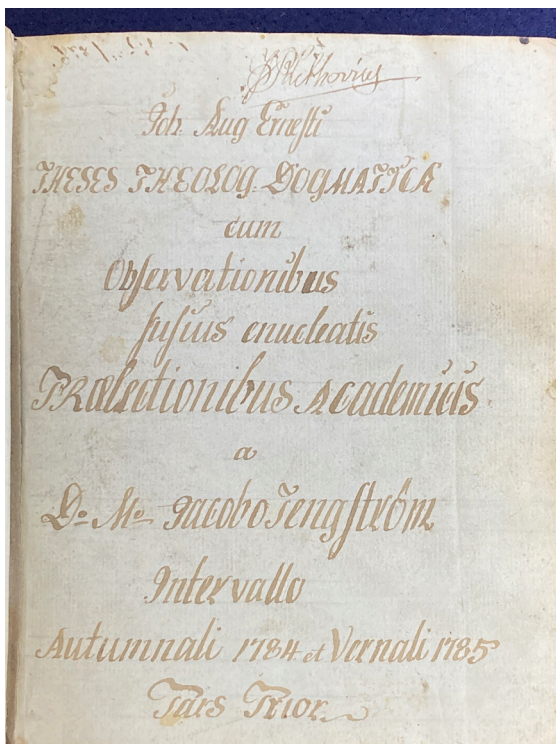 Joh. Aug Ernesti
THESES THEOLOG. DOGMATICÆ
cum
Observationibus
fusius enucleatis
PRælectionibus Academicis
a
D:o M:o Jacobo Tengström
Intervallo
Autumnali 1784. et Vernali 1785
Pars Prior.